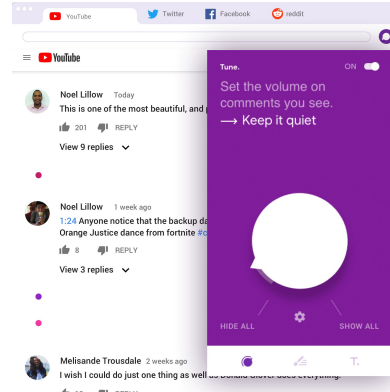 YouTube
Twitter
Facebook
reddit
YouTube
Noel Lillow Today
This is one of the most beautiful, and
201 REPLY
View 9 replies
Noel Lillow 1 week ago
1:24 Anyone notice that the backup da
Orange Justice dance from fortnite #c
8 REPLY
View 3 replies
Melisande Trousdale 2 weeks ago
I wish I could do just one thing as well as Donald Glover does everything.
REPLY
Tune.
ON
Set the volume on
comments you see.
→ Keep it quiet
HIDE ALL
SHOW ALL
T.